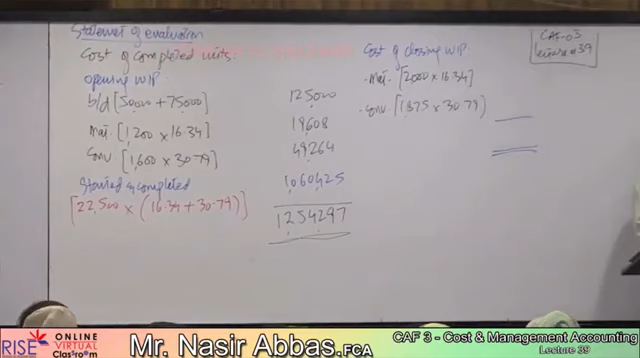 Statement of evaluation
Cost of completed units:
opening WIP
b/d [50000 + 75000] 125000
Mat. [1200 x 16.34] 19608
Conv [1,600 x 30.79] 49264
Started & completed 1,060,425
[22,500 x (16.34 + 30.79)]
1254297
Cost of closing WIP
Mat. [2000 x 16.34]
Conv. [1875 x 30.79]
CAF-03
Lecture # 39
RISE ONLINE VIRTUAL Classroom
Mr. Nasir Abbas.FCA
CAF 3 - Cost & Management Accounting
Lecture 39